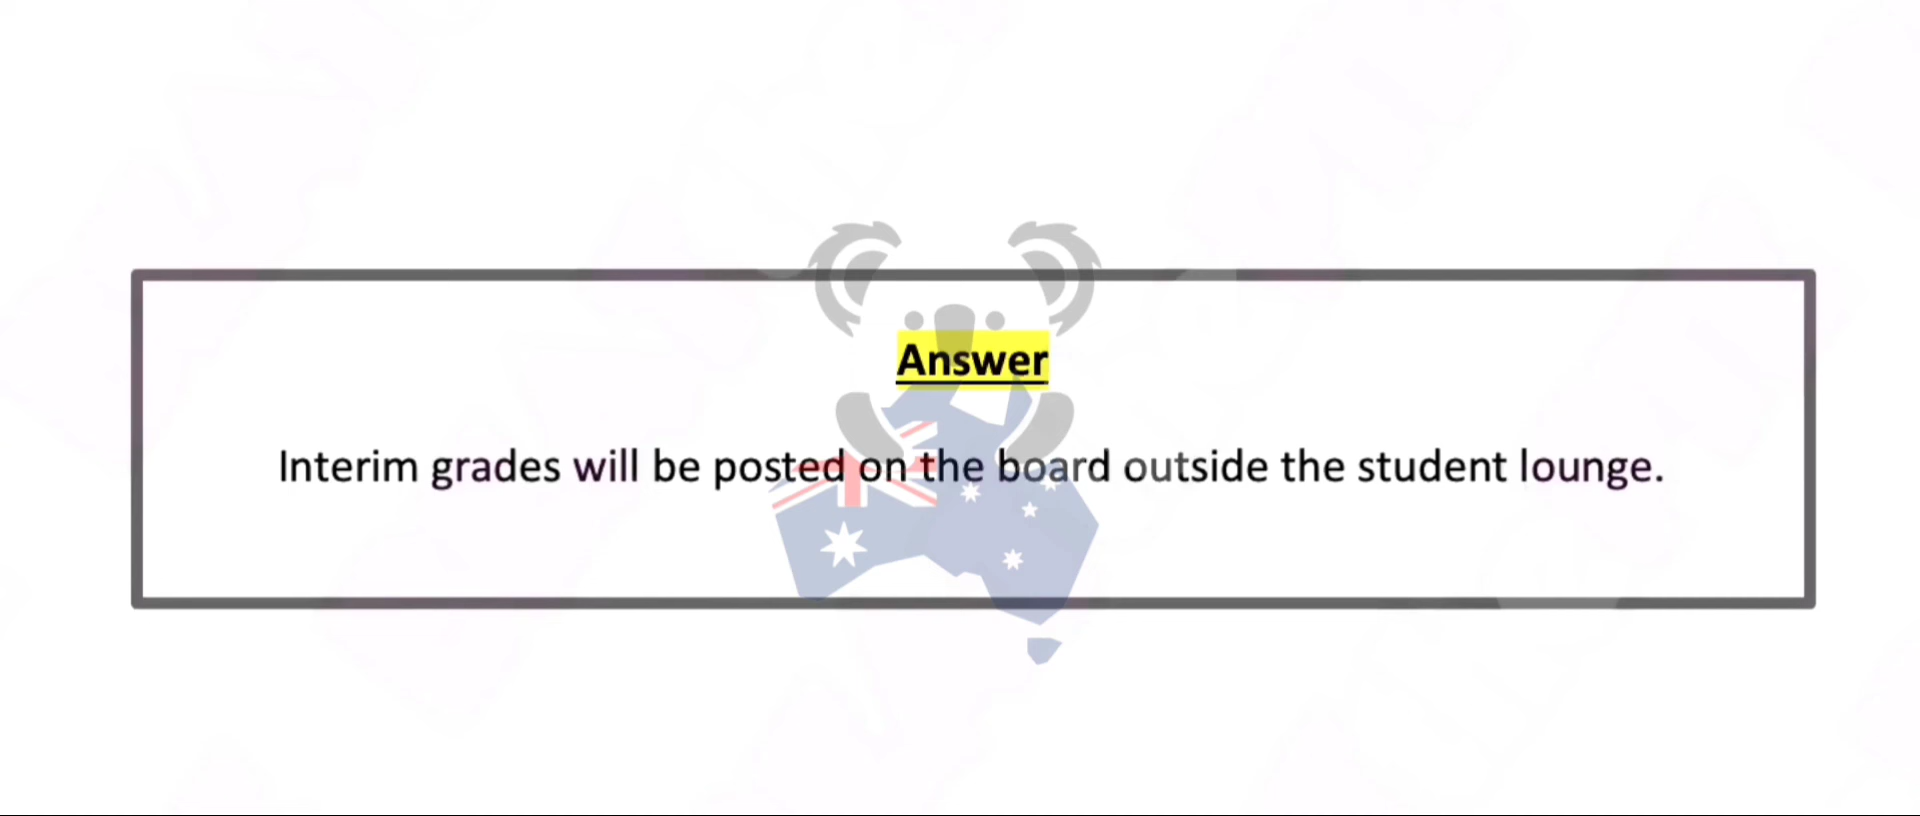 Answer
Interim grades will be posted on the board outside the student lounge.